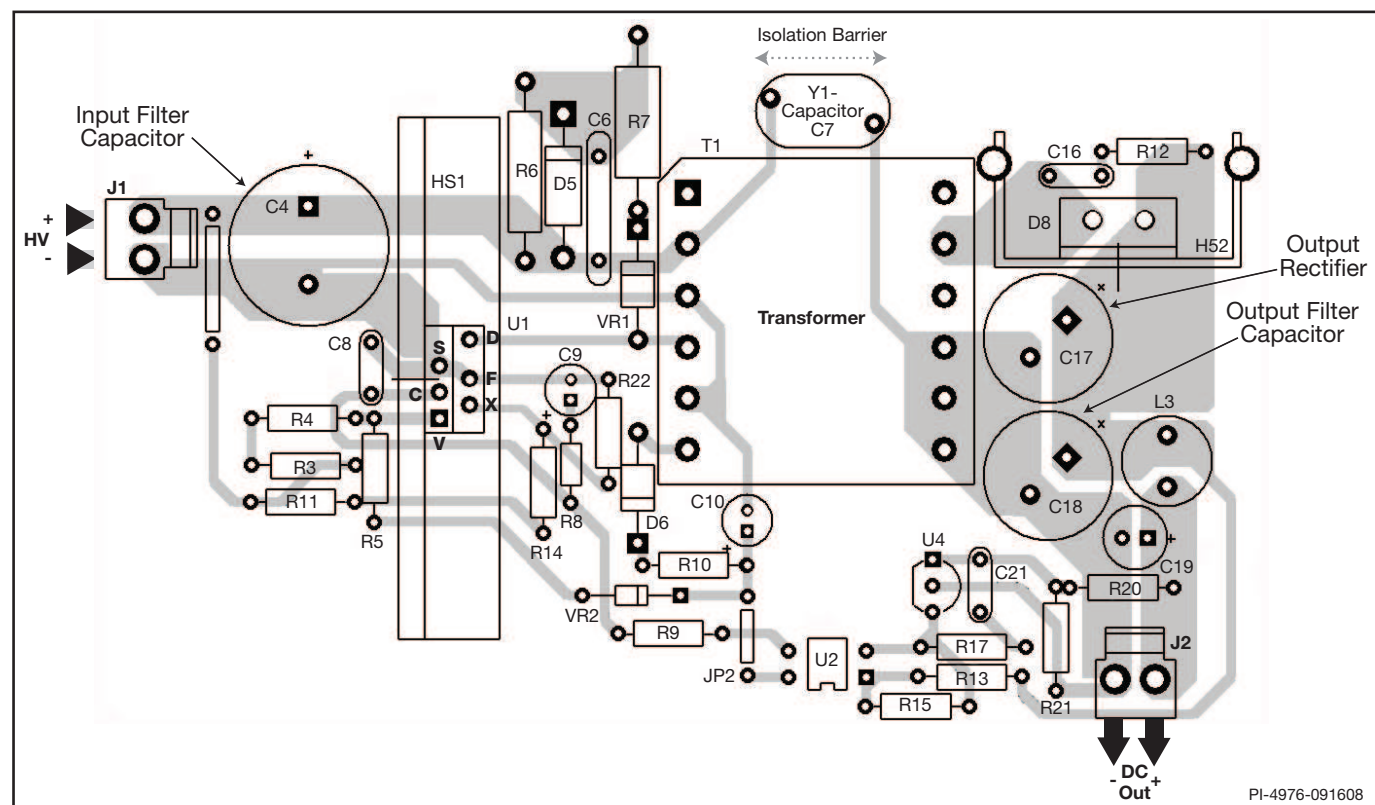 Isolation Barrier
Input Filter
Capacitor
Y1-
Capacitor
C7
+
J1
C4
HS1
R6
D5
C6
R7
T1
C16
R12
D8
H52
+
HV
-
Output
Rectifier
Output Filter
Capacitor
VR1
Transformer
x
C17
U1
D
S
F
C
X
V
C8
C9
R22
R4
R3
R11
R5
+
R14
R8
D6
C10
+
R10
x
C18
L3
+
C19
U4
C21
R20
VR2
R9
JP2
U2
R17
R13
R15
R21
J2
- DC +
Out
PI-4976-091608